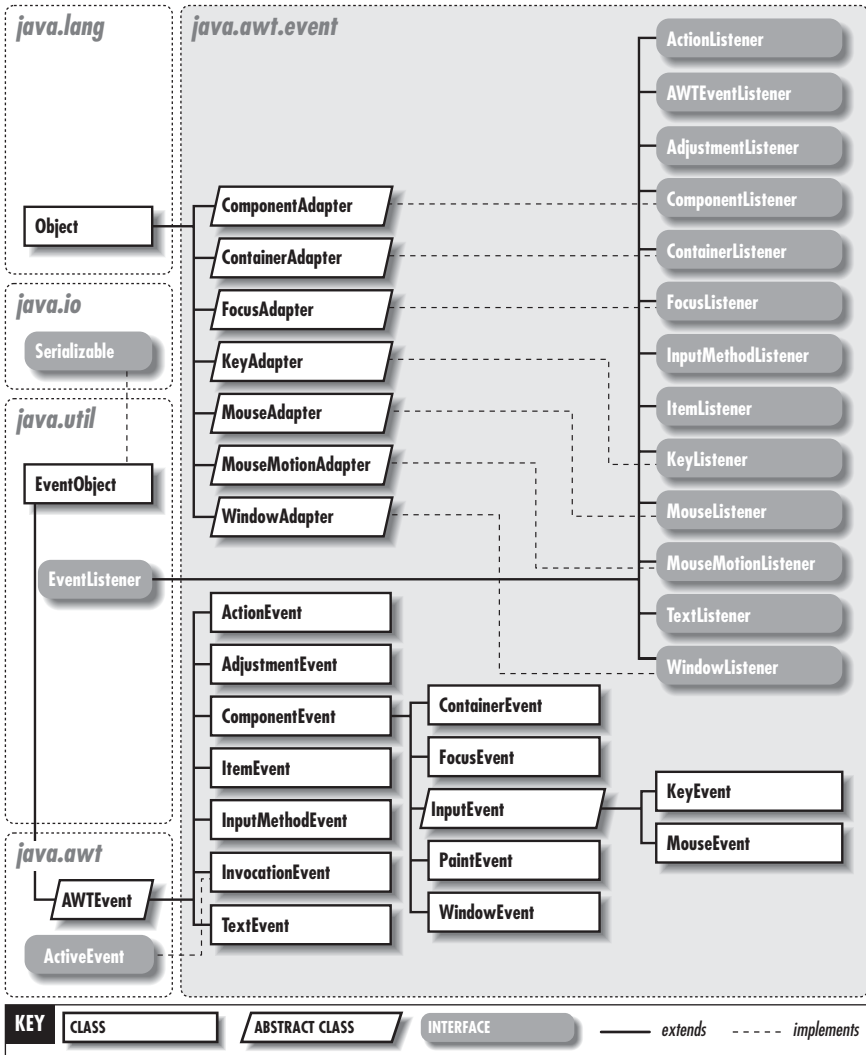 java.lang
java.awt.event
ActionListener
AWTEventListener
AdjustmentListener
ComponentAdapter
ComponentListener
Object
ContainerAdapter
ContainerListener
java.io
FocusAdapter
FocusListener
Serializable
KeyAdapter
InputMethodListener
java.util
MouseAdapter
ItemListener
EventObject
MouseMotionAdapter
KeyListener
WindowAdapter
MouseListener
EventListener
MouseMotionListener
ActionEvent
TextListener
AdjustmentEvent
WindowListener
ComponentEvent
ContainerEvent
ItemEvent
FocusEvent
InputMethodEvent
InputEvent
KeyEvent
java.awt
InvocationEvent
PaintEvent
MouseEvent
AWTEvent
TextEvent
WindowEvent
ActiveEvent
KEY
CLASS
ABSTRACT CLASS
INTERFACE
extends
implements